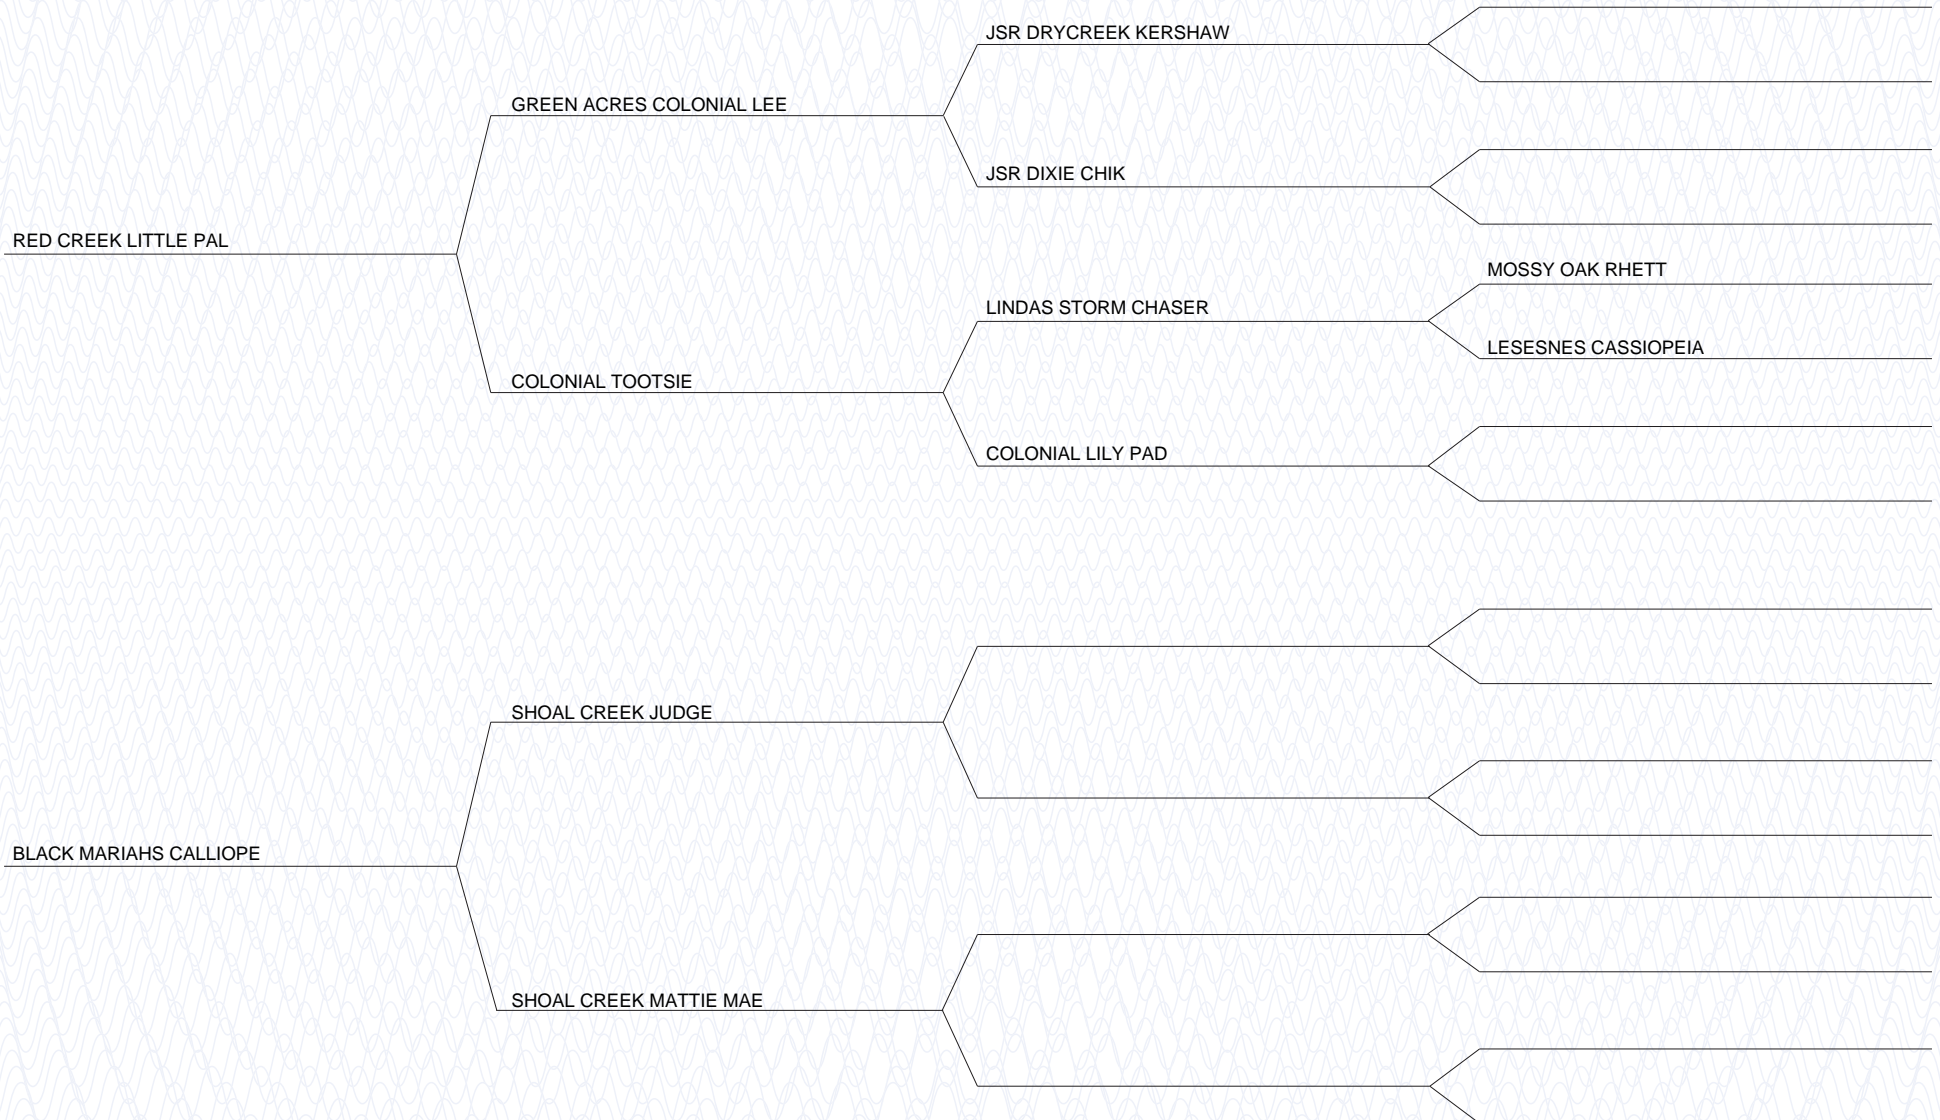 JSR DRYCREEK KERSHAW
GREEN ACRES COLONIAL LEE
JSR DIXIE CHIK
RED CREEK LITTLE PAL
MOSSY OAK RHETT
LINDAS STORM CHASER
LESESNES CASSIOPEIA
COLONIAL TOOTSIE
COLONIAL LILY PAD
SHOAL CREEK JUDGE
BLACK MARIAHS CALLIOPE
SHOAL CREEK MATTIE MAE